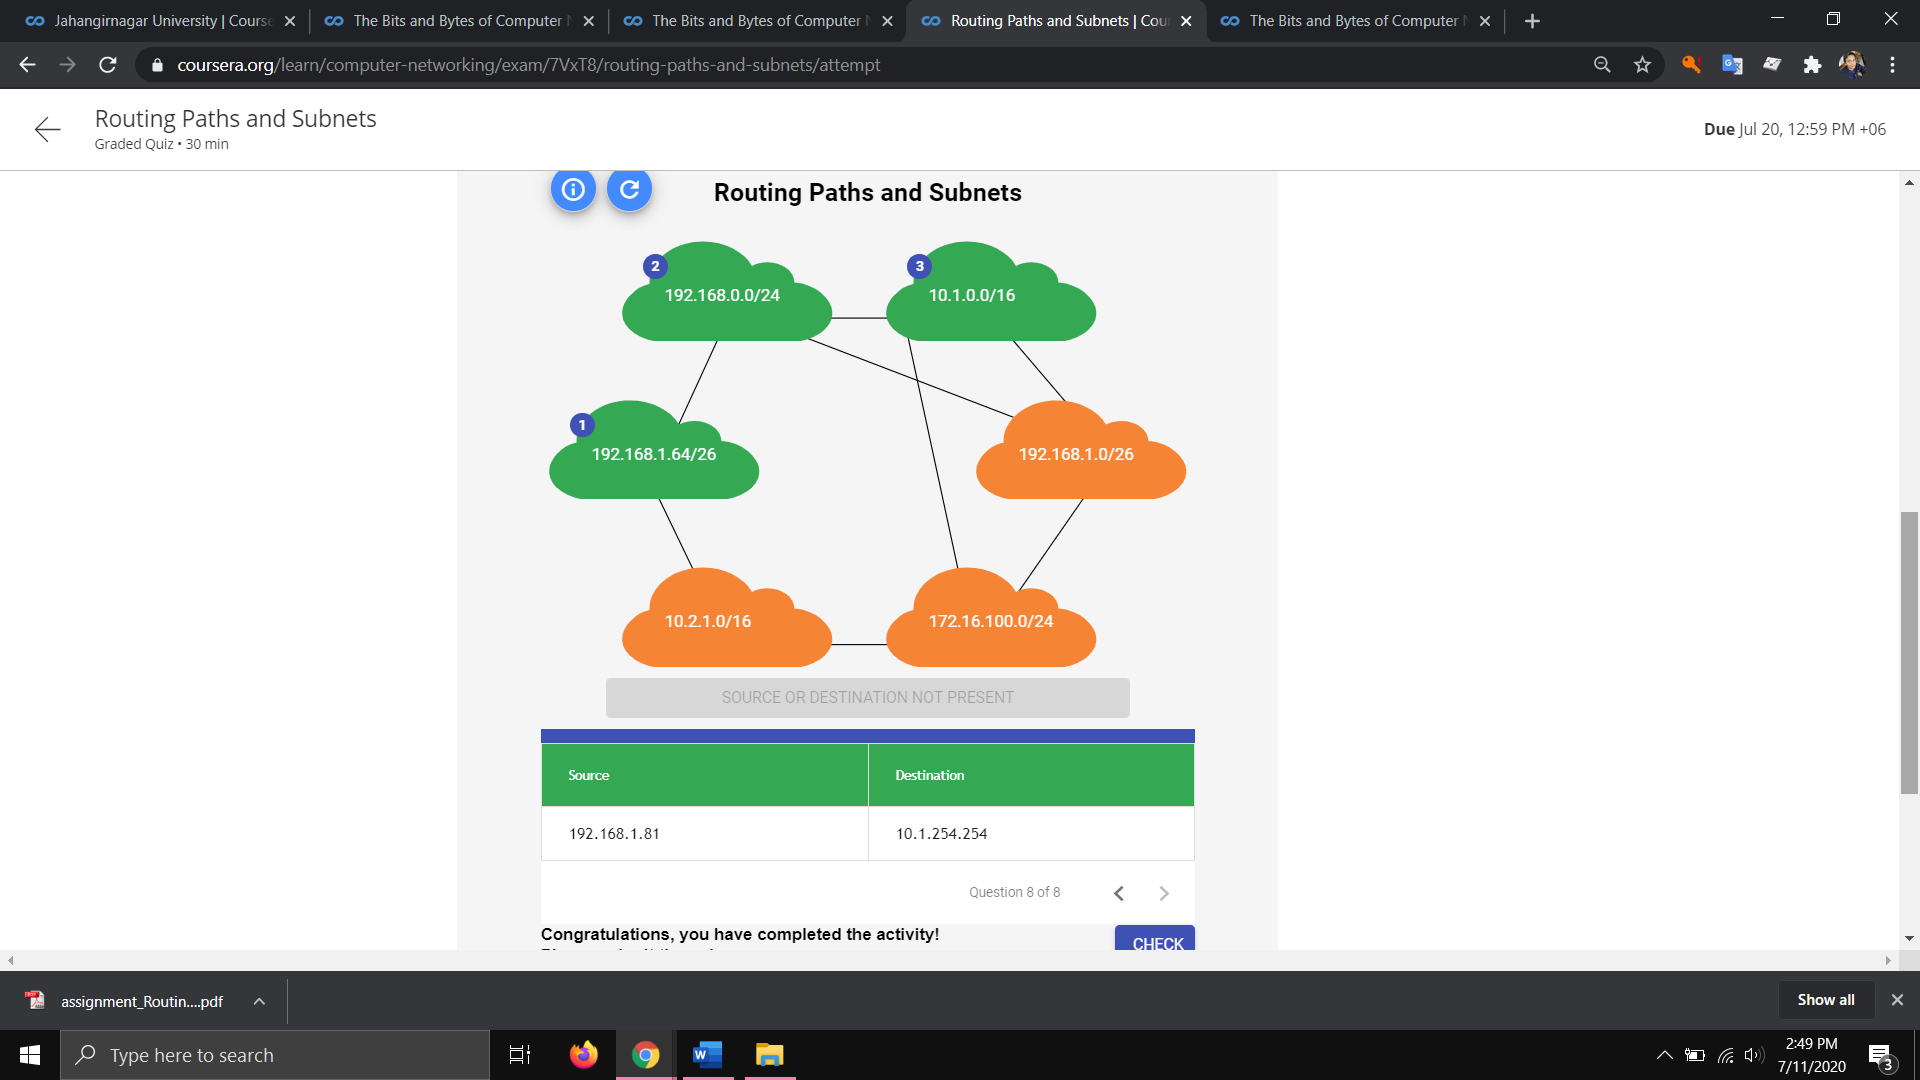 Jahangirnagar University | Course
The Bits and Bytes of Computer N
The Bits and Bytes of Computer N
Routing Paths and Subnets | Cour
The Bits and Bytes of Computer N
coursera.org/learn/computer-networking/exam/7VxT8/routing-paths-and-subnets/attempt
Routing Paths and Subnets
Graded Quiz • 30 min
Due Jul 20, 12:59 PM +06
Routing Paths and Subnets
2
192.168.0.0/24
3
10.1.0.0/16
1
192.168.1.64/26
192.168.1.0/26
10.2.1.0/16
172.16.100.0/24
SOURCE OR DESTINATION NOT PRESENT
Source
Destination
192.168.1.81
10.1.254.254
Question 8 of 8
Congratulations, you have completed the activity!
CHECK
assignment_Routin....pdf
Show all
Type here to search
2:49 PM
7/11/2020
3